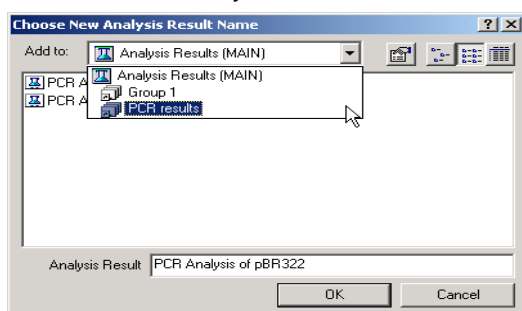 Choose New Analysis Result Name
Add to: Analysis Results (MAIN)
Analysis Results (MAIN)
PCR A
Group 1
PCR A
PCR results
Analysis Result PCR Analysis of pBR322
OK Cancel